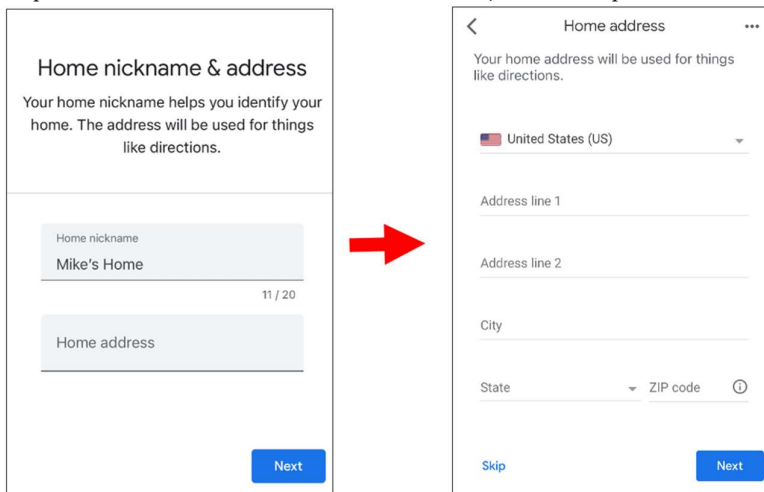 Home nickname & address
Your home nickname helps you identify your
home. The address will be used for things
like directions.
Home nickname
Mike's Home
11 / 20
Home address
Next
Home address
Your home address will be used for things
like directions.
United States (US)
Address line 1
Address line 2
City
State ZIP code
Skip Next